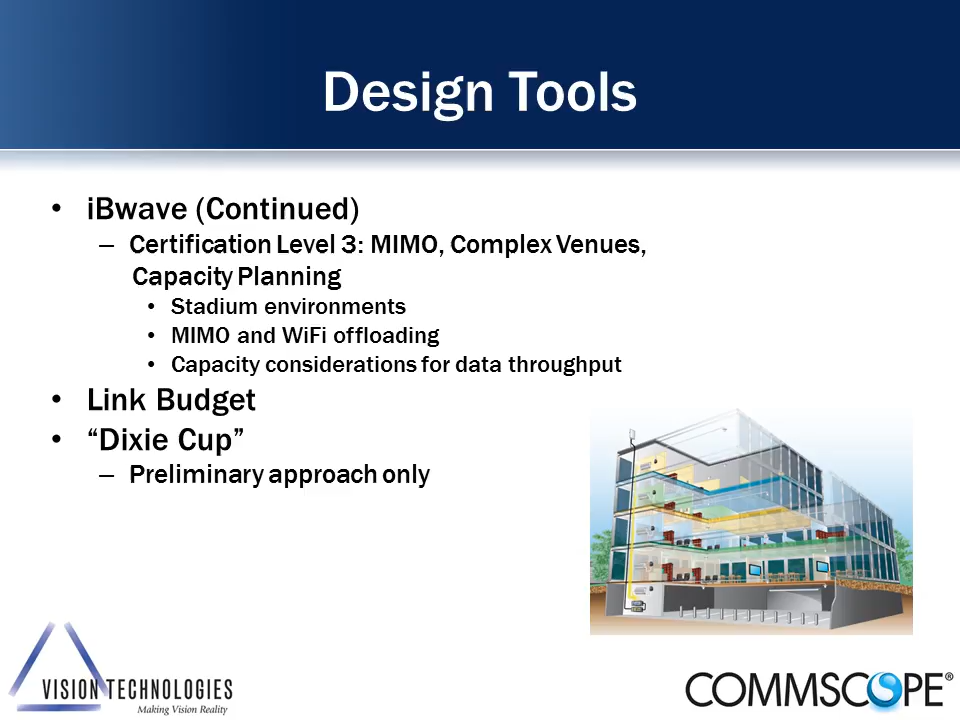 Design Tools
• iBwave (Continued)
– Certification Level 3: MIMO, Complex Venues,
Capacity Planning
• Stadium environments
• MIMO and WiFi offloading
• Capacity considerations for data throughput
• Link Budget
• “Dixie Cup”
– Preliminary approach only
VISION TECHNOLOGIES
Making Vision Reality
COMMSCOPE®